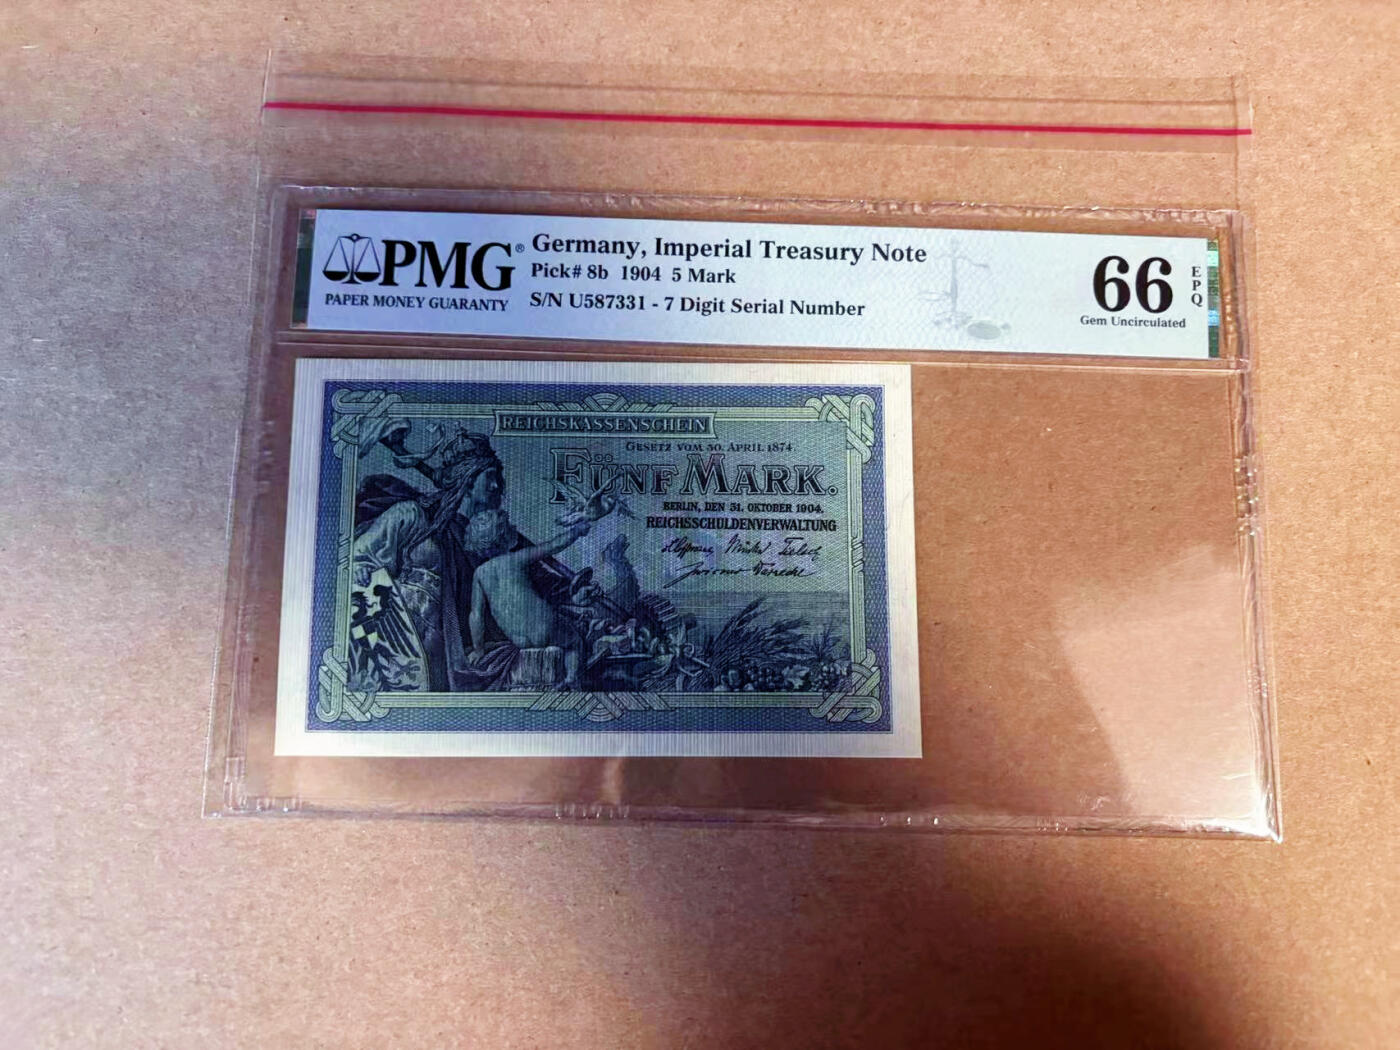 PMG®
PAPER MONEY GUARANTY
Germany, Imperial Treasury Note
Pick# 8b 1904 5 Mark
S/N U587331 - 7 Digit Serial Number
66
EPQ
Gem Uncirculated
REICHSKASSENSCHEIN
GESETZ VOM 30. APRIL 1874
FÜNF MARK.
BERLIN, DEN 31. OKTOBER 1904.
REICHSSCHULDENVERWALTUNG